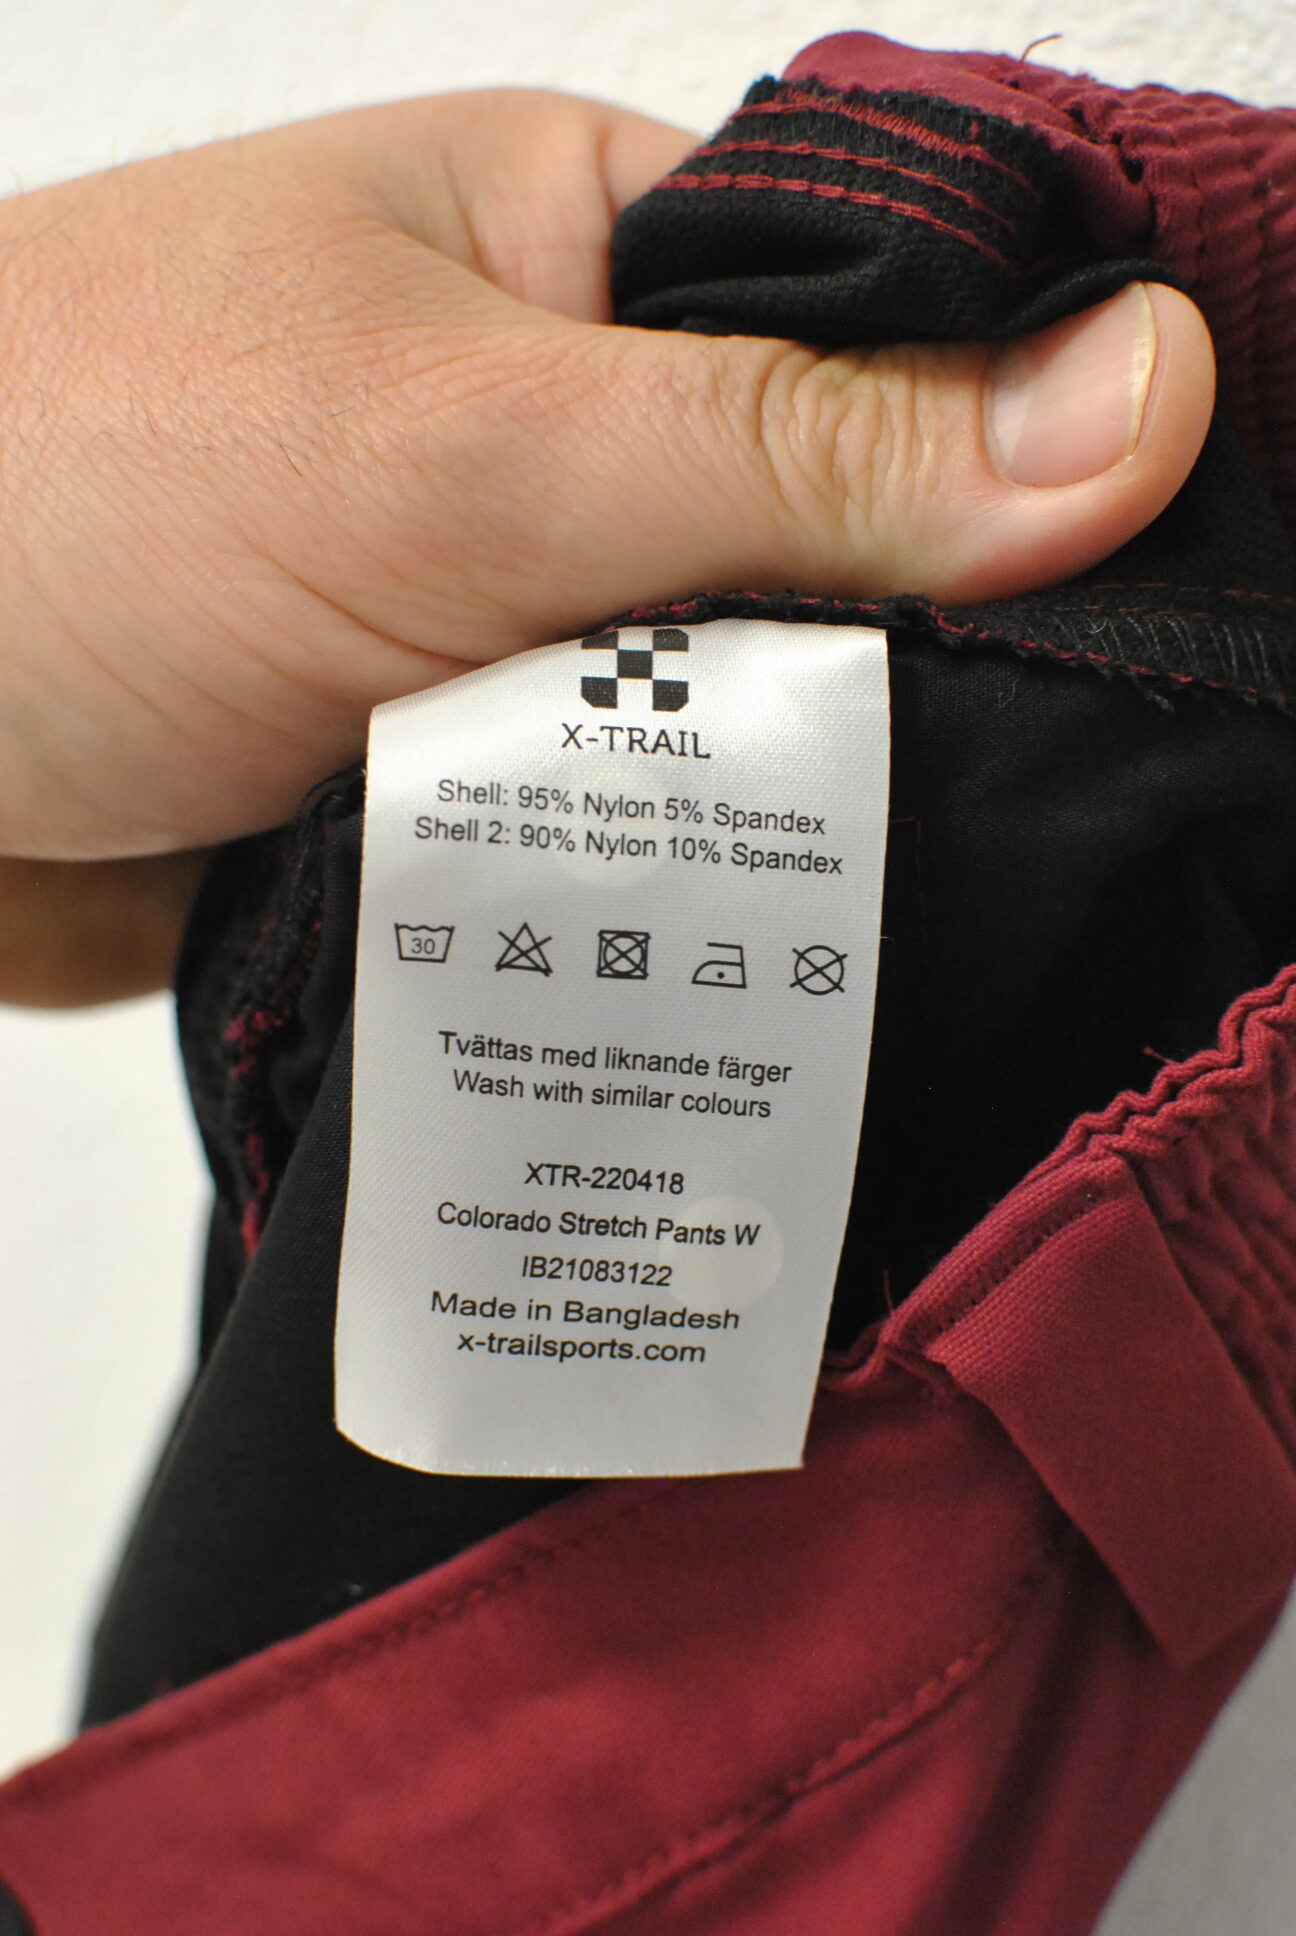 X-TRAIL
Shell: 95% Nylon 5% Spandex
Shell 2: 90% Nylon 10% Spandex
30
Tvättas med liknande färger
Wash with similar colours
XTR-220418
Colorado Stretch Pants W
IB21083122
Made in Bangladesh
x-trailsports.com